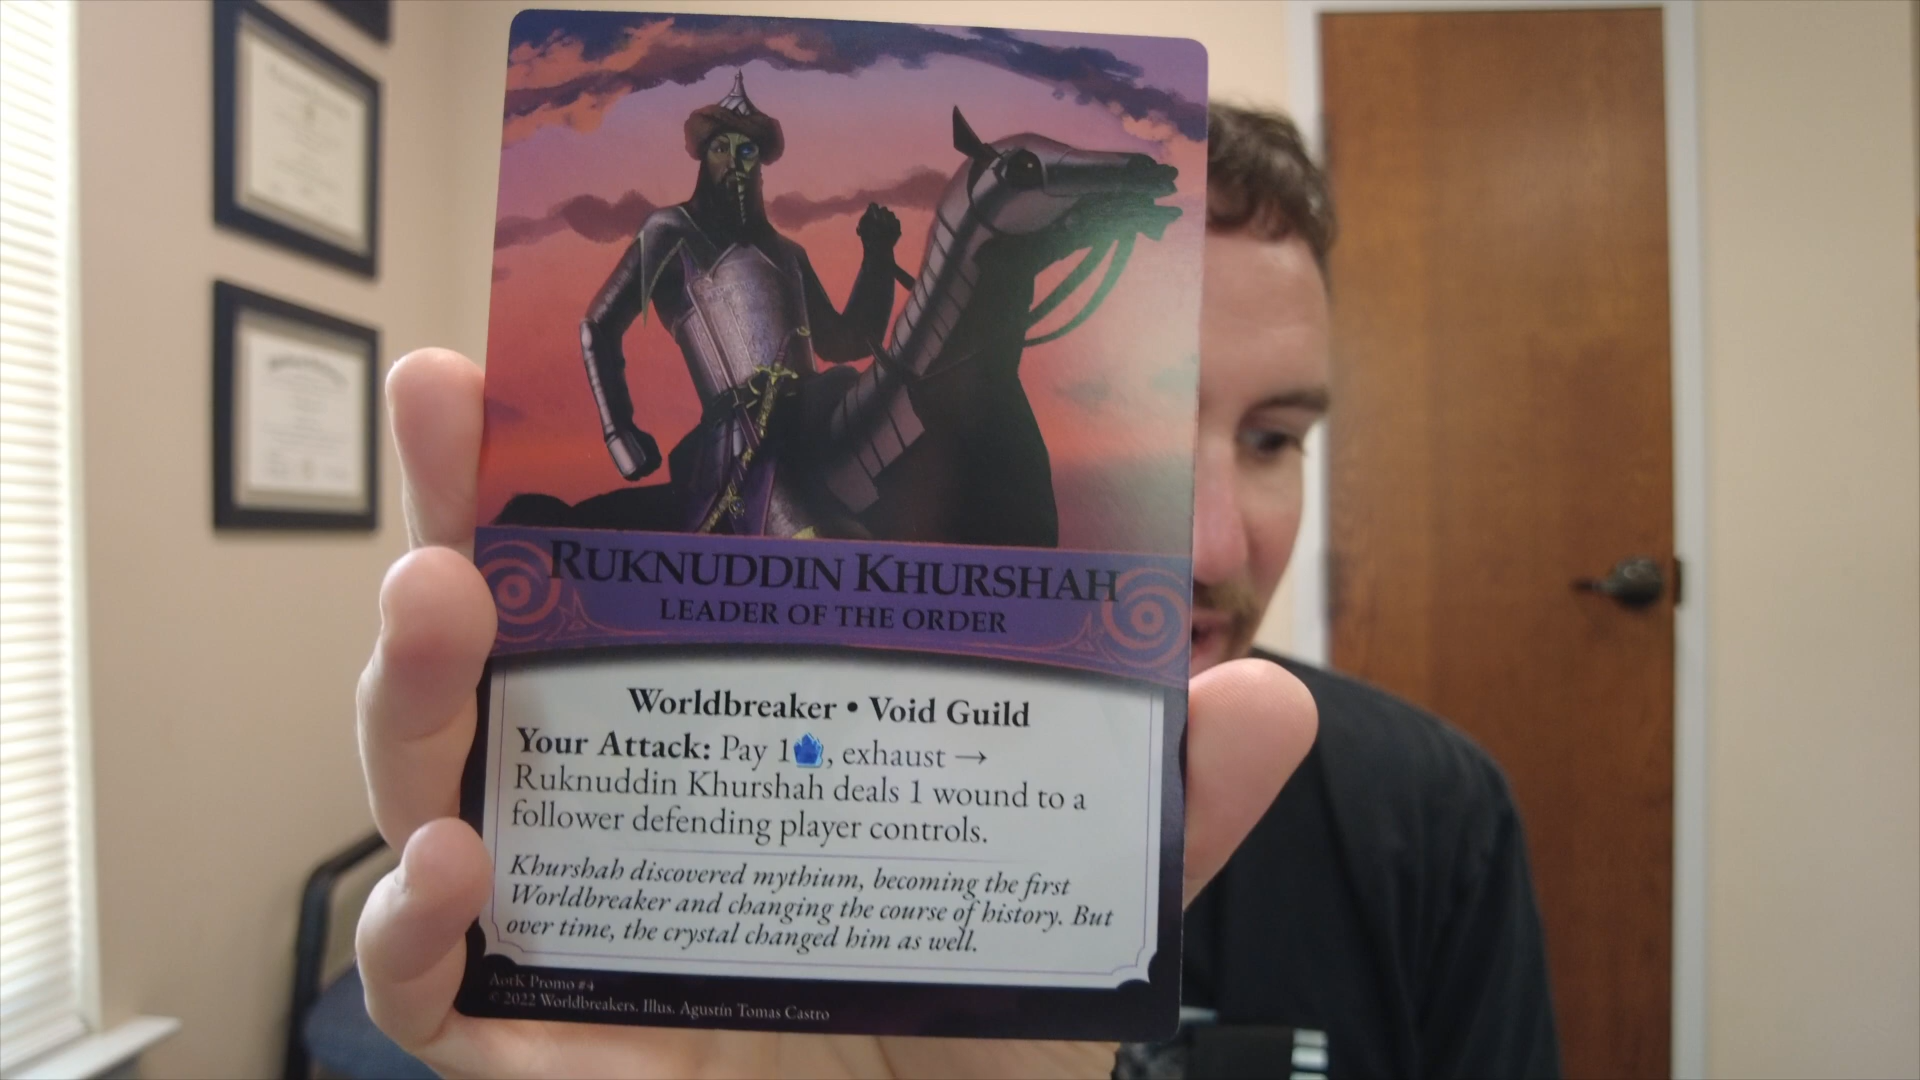 RUKNUDDIN KHURSHAH
LEADER OF THE ORDER
Worldbreaker • Void Guild
Your Attack: Pay 1, exhaust →
Ruknuddin Khurshah deals 1 wound to a
follower defending player controls.
Khurshah discovered mythium, becoming the first
Worldbreaker and changing the course of history. But
over time, the crystal changed him as well.
AotK Promo #4
© 2022 Worldbreakers. Illus. Agustín Tomas Castro